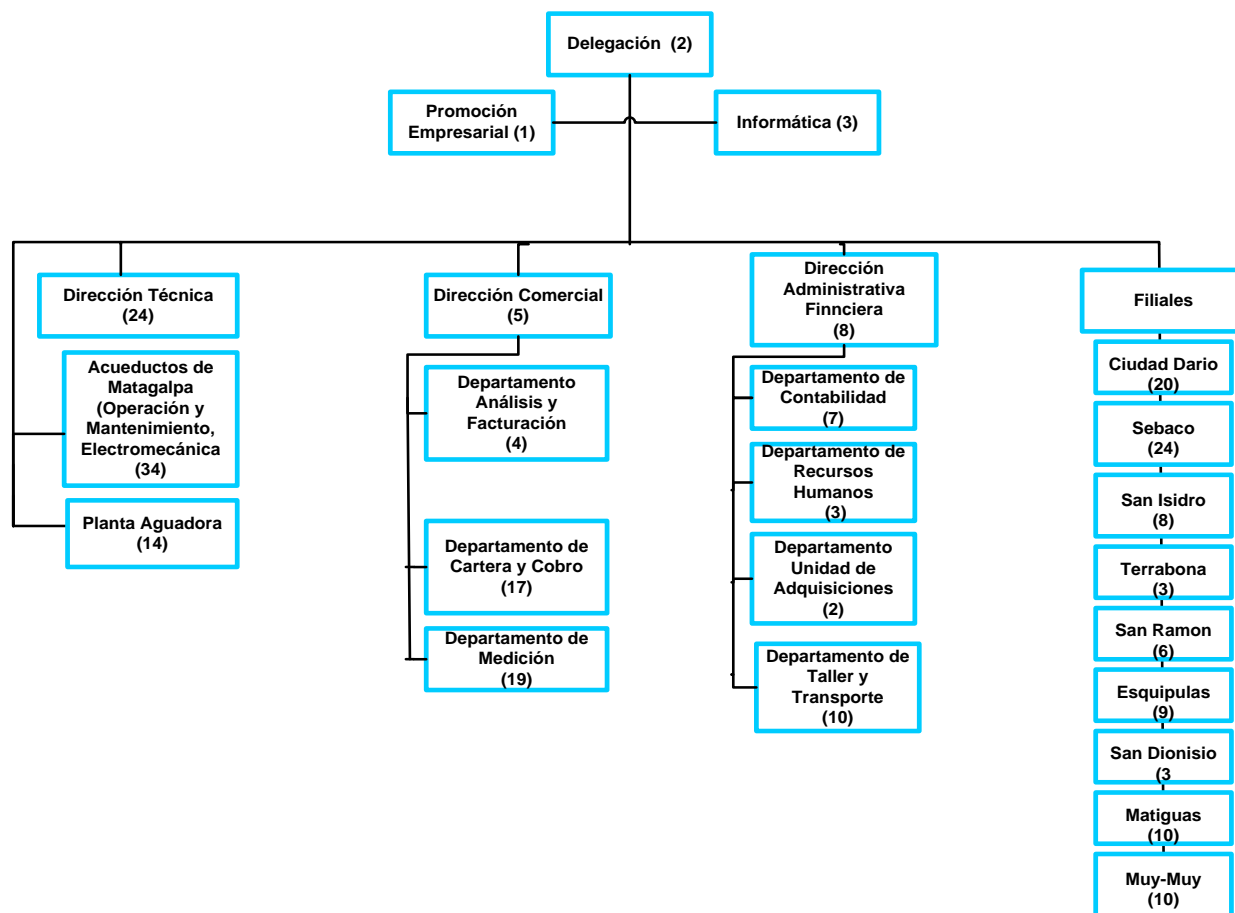 Delegación (2)
Promoción
Empresarial (1)
Informática (3)
Dirección Técnica
(24)
Acueductos de
Matagalpa
(Operación y
Mantenimiento,
Electromecánica
(34)
Planta Aguadora
(14)
Dirección Comercial
(5)
Departamento
Análisis y
Facturación
(4)
Departamento de
Cartera y Cobro
(17)
Departamento de
Medición
(19)
Dirección
Administrativa
Finnciera
(8)
Departamento de
Contabilidad
(7)
Departamento de
Recursos
Humanos
(3)
Departamento
Unidad de
Adquisiciones
(2)
Departamento de
Taller y
Transporte
(10)
Filiales
Ciudad Dario
(20)
Sebaco
(24)
San Isidro
(8)
Terrabona
(3)
San Ramon
(6)
Esquipulas
(9)
San Dionisio
(3
Matiguas
(10)
Muy-Muy
(10)